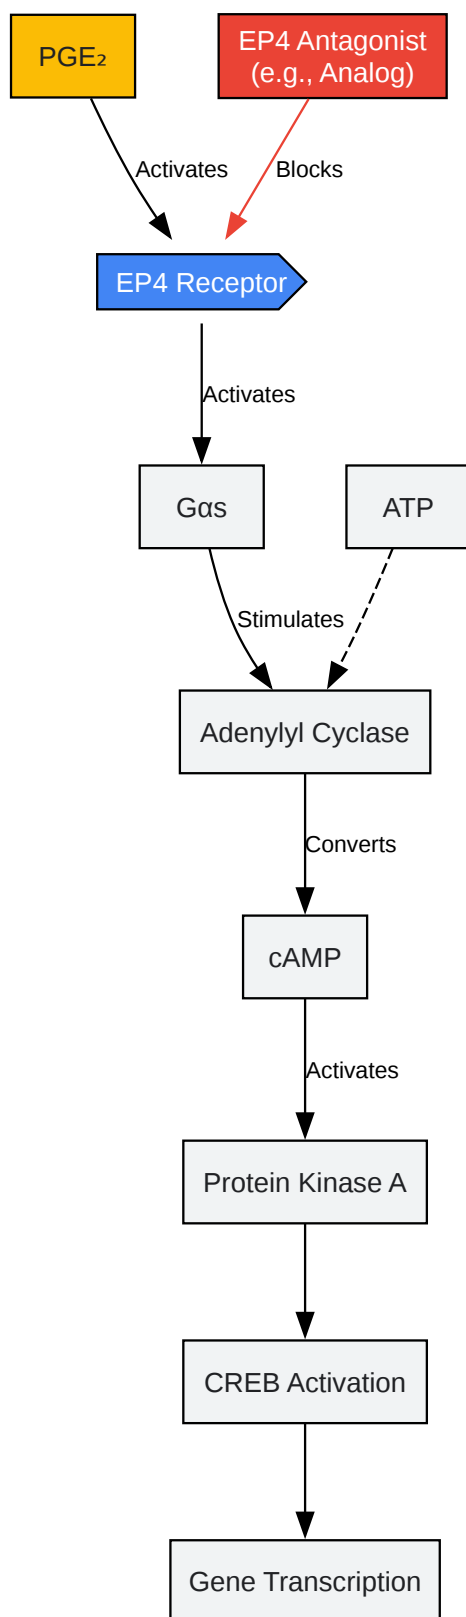 PGE₂
EP4 Antagonist
(e.g., Analog)
Activates
Blocks
EP4 Receptor
Activates
Gαs
ATP
Stimulates
Adenylyl Cyclase
Converts
cAMP
Activates
Protein Kinase A
CREB Activation
Gene Transcription